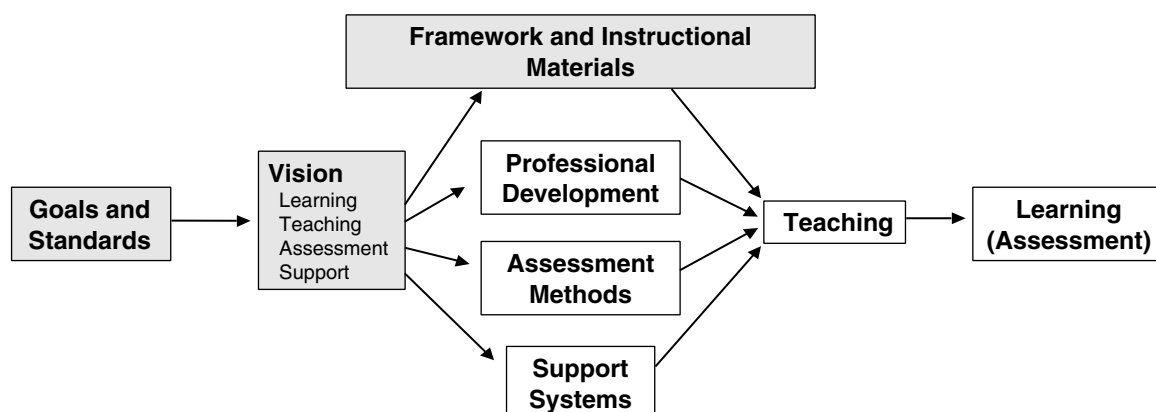 Framework and Instructional
Materials
Goals and
Standards
Vision
Learning
Teaching
Assessment
Support
Professional
Development
Assessment
Methods
Support
Systems
Teaching
Learning
(Assessment)